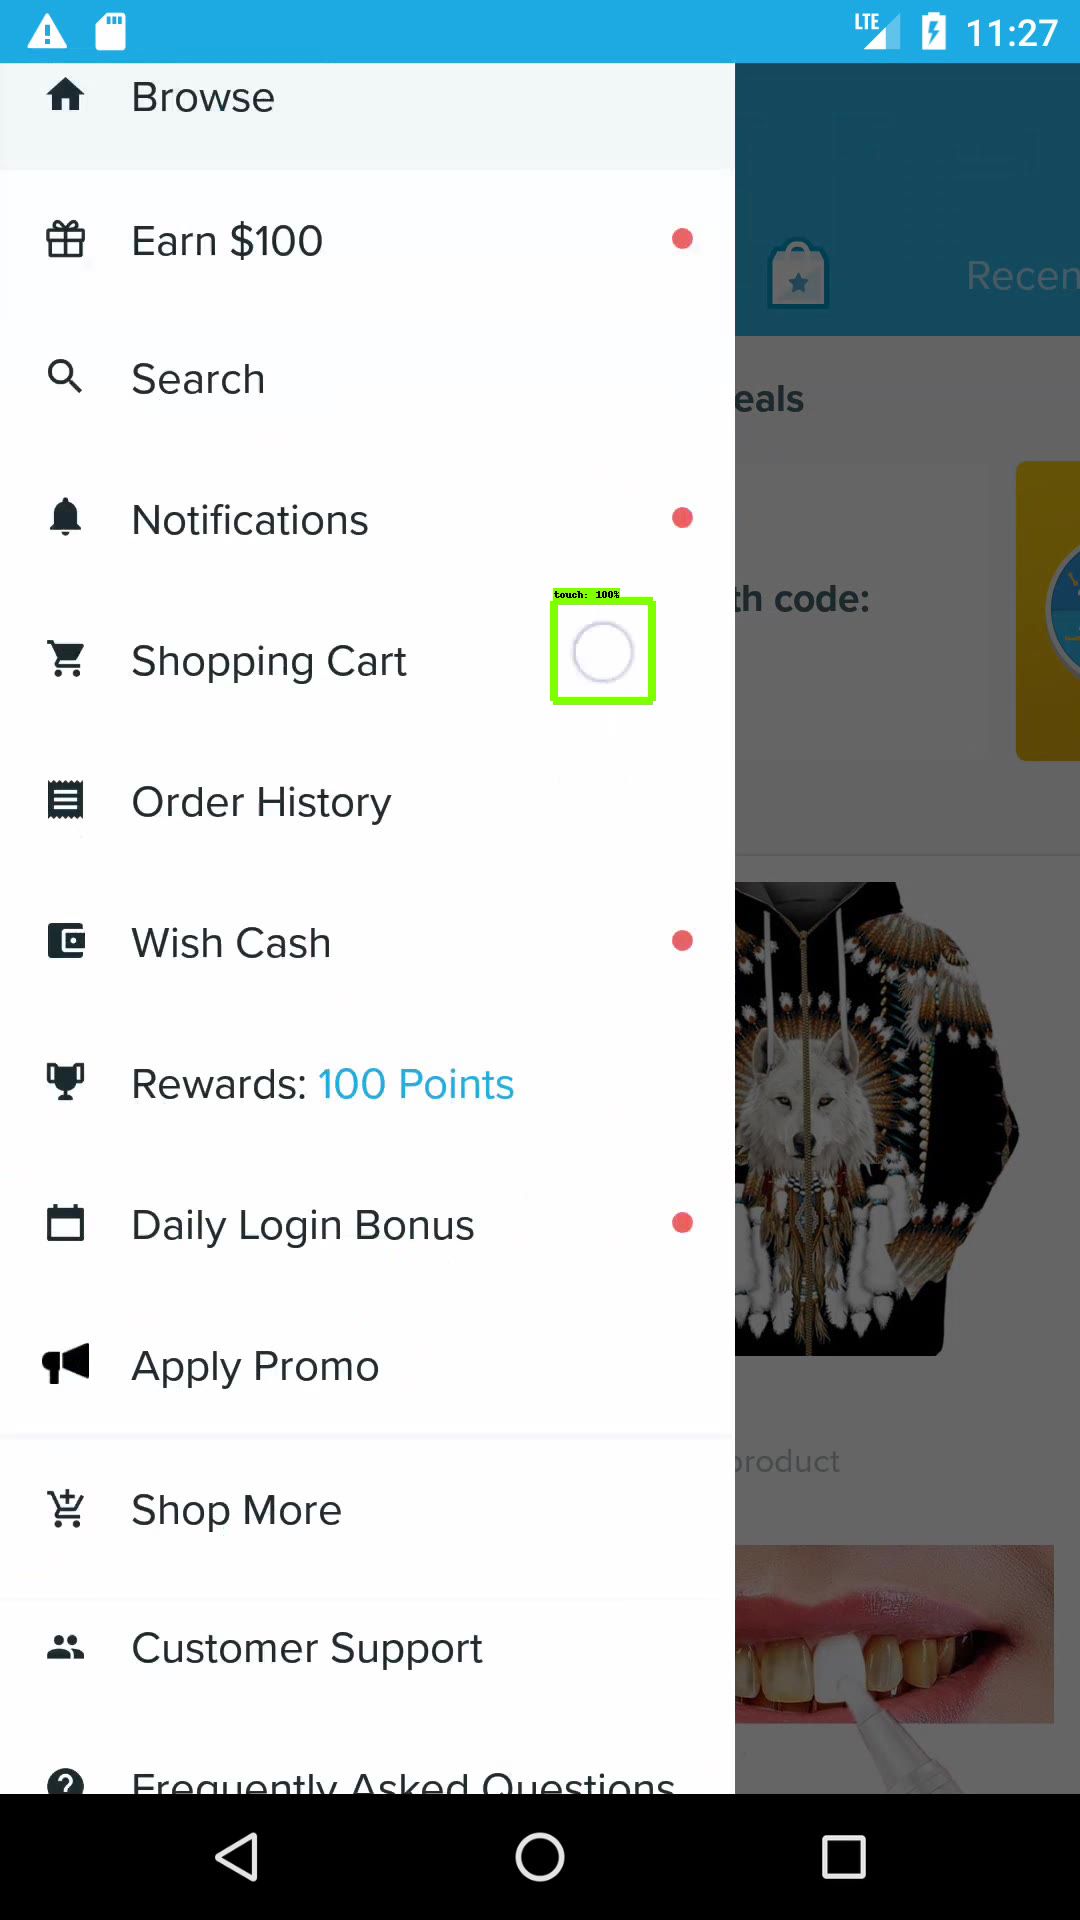 LTE 11:27
Browse
Earn $100
Recen
Search
eals
Notifications
touch: 100%
th code:
Shopping Cart
Order History
Wish Cash
Rewards: 100 Points
Daily Login Bonus
Apply Promo
product
Shop More
Customer Support
Frequently Asked Questions